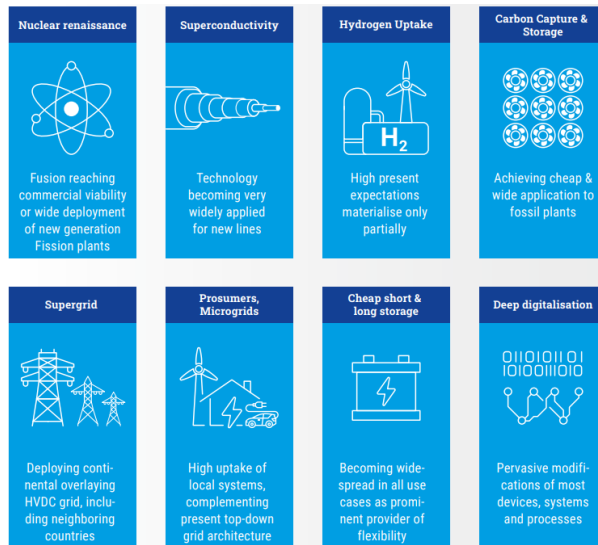 Nuclear renaissance
Fusion reaching
commercial viability
or wide deployment
of new generation
Fission plants
Superconductivity
Technology
becoming very
widely applied
for new lines
Hydrogen Uptake
H₂
High present
expectations
materialise only
partially
Carbon Capture &
Storage
Achieving cheap &
wide application to
fossil plants
Supergrid
Deploying conti-
nental overlaying
HVDC grid, inclu-
ding neighboring
countries
Prosumers,
Microgrids
High uptake of
local systems,
complementing
present top-down
grid architecture
Cheap short &
long storage
Becoming wide-
spread in all use
cases as promi-
nent provider of
flexibility
Deep digitalisation
011010110 1
10100111010
Pervasive modifi-
cations of most
devices, systems
and processes